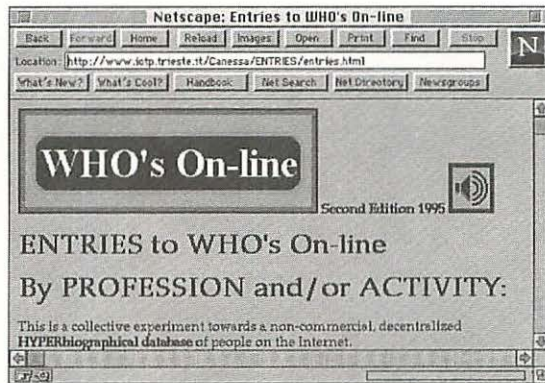 Netscape: Entries to WHO's On-line
Back Forward Home Reload Images Open Print Find Stop
Location: http://www.ictp.trieste.it/Canessa/ENTRIES/entries.html
N
What's New? What's Cool? Handbook Net Search Net Directory Newsgroups
WHO's On-line
Second Edition 1995
ENTRIES to WHO's On-line
By PROFESSION and/or ACTIVITY:
This is a collective experiment towards a non-commercial, decentralized
HYPERbiographical database of people on the Internet.